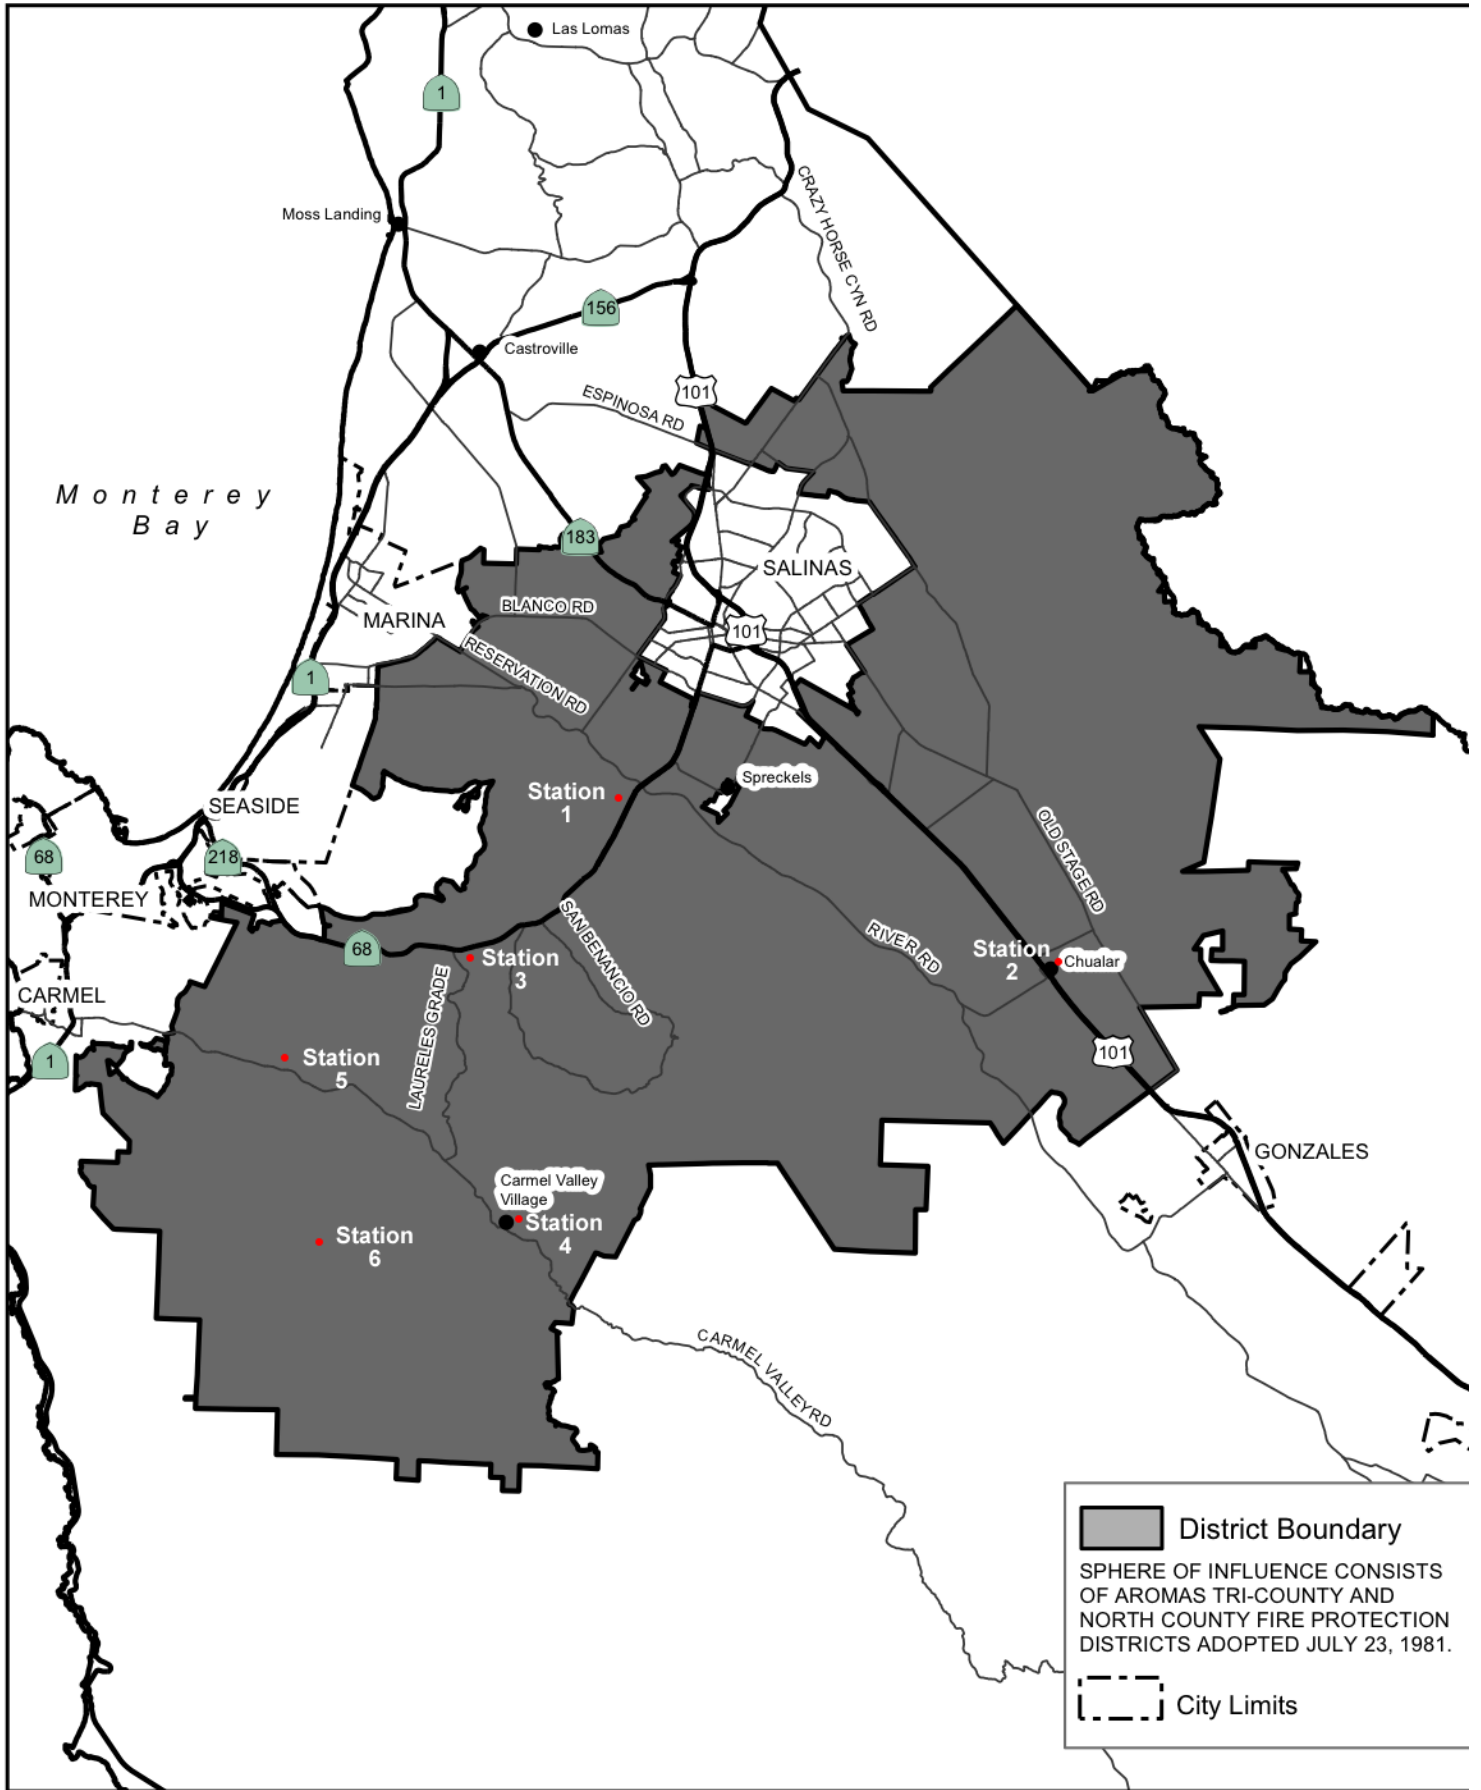 Las Lomas
1
CRAZY HORSE CYN RD
Moss Landing
156
Castroville
101
ESPINOSA RD
Monterey
Bay
183
SALINAS
BLANCO RD
MARINA
101
RESERVATION RD
1
Spreckels
Station
1
SEASIDE
OLD STAGE RD
218
68
MONTEREY
SAN BENANCIO RD
RIVER RD
68
Station
2
Chualar
Station
3
CARMEL
LAURELES GRADE
101
1
Station
5
GONZALES
Carmel Valley
Village
Station
4
Station
6
CARMEL VALLEY RD
District Boundary
SPHERE OF INFLUENCE CONSISTS
OF AROMAS TRI-COUNTY AND
NORTH COUNTY FIRE PROTECTION
DISTRICTS ADOPTED JULY 23, 1981.
City Limits